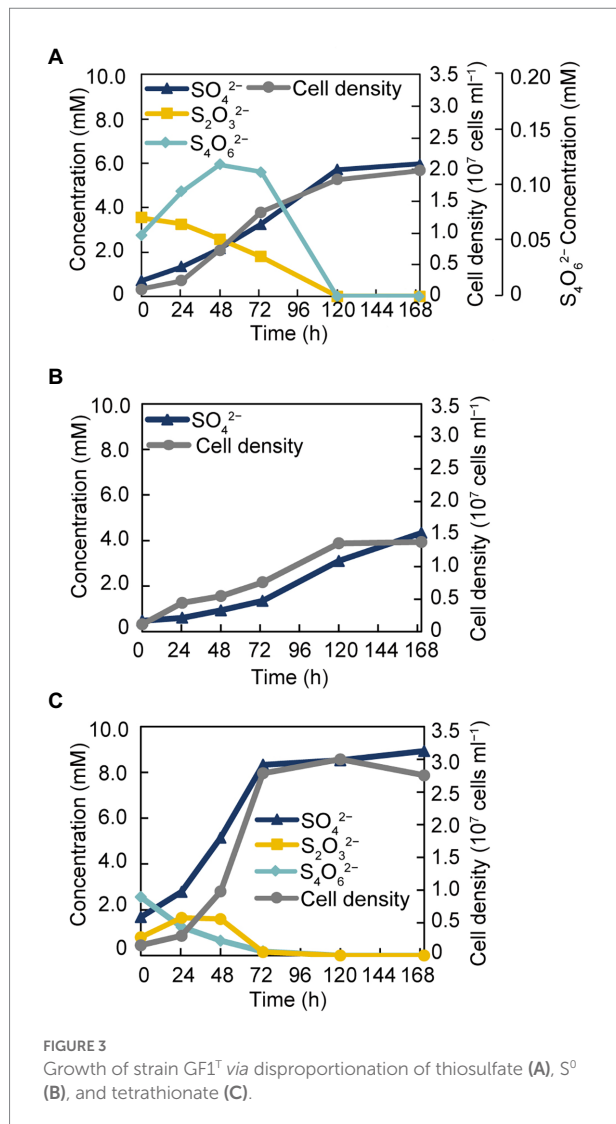 A
10.0
8.0
6.0
4.0
2.0
0
Concentration (mM)
SO₄²⁻
Cell density
S₂O₃²⁻
S₄O₆²⁻
3.5
3.0
2.5
2.0
1.5
1.0
0.5
0
Cell density (10⁷ cells ml⁻¹)
0.20
0.15
0.10
0.05
0
S₄O₆²⁻ Concentration (mM)
0 24 48 72 96 120 144 168
Time (h)
B
10.0
8.0
6.0
4.0
2.0
0
Concentration (mM)
SO₄²⁻
Cell density
3.5
3.0
2.5
2.0
1.5
1.0
0.5
0
Cell density (10⁷ cells ml⁻¹)
0 24 48 72 96 120 144 168
Time (h)
C
10.0
8.0
6.0
4.0
2.0
0
Concentration (mM)
SO₄²⁻
S₂O₃²⁻
S₄O₆²⁻
Cell density
3.5
3.0
2.5
2.0
1.5
1.0
0.5
0
Cell density (10⁷ cells ml⁻¹)
0 24 48 72 96 120 144 168
Time (h)
FIGURE 3
Growth of strain GF1ᵀ via disproportionation of thiosulfate (A), S⁰
(B), and tetrathionate (C).